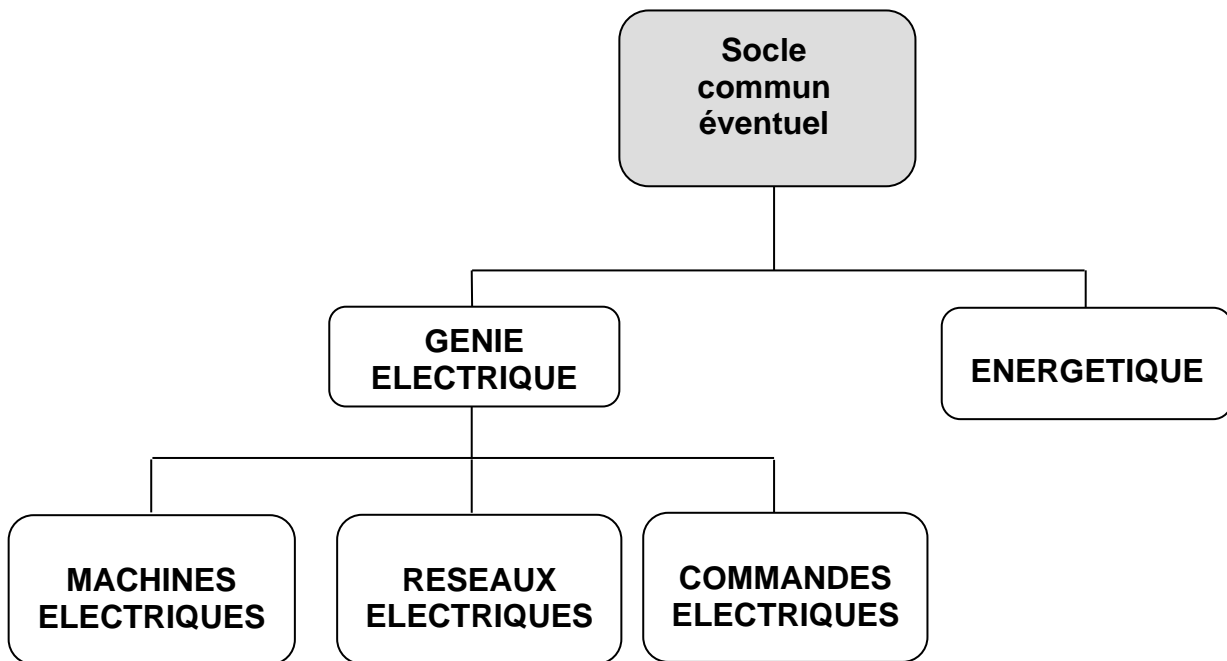 Socle
commun
éventuel
GENIE
ELECTRIQUE
ENERGETIQUE
MACHINES
ELECTRIQUES
RESEAUX
ELECTRIQUES
COMMANDES
ELECTRIQUES